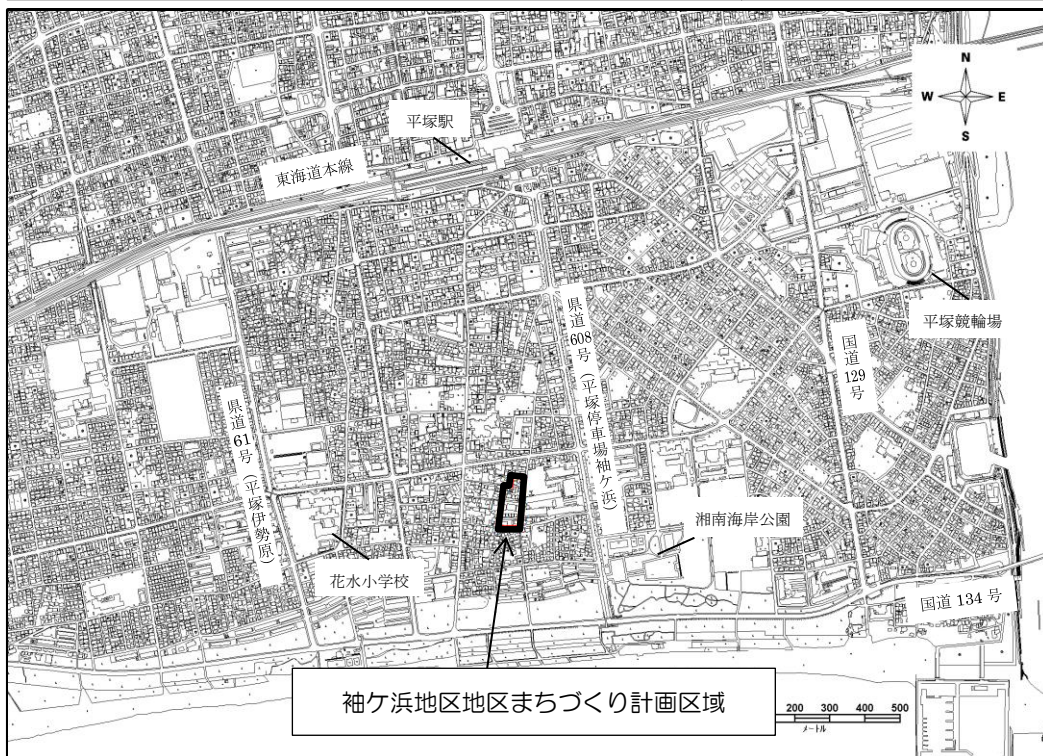 N
W E
S
平塚駅
東海道本線
平塚競輪場
県道608号（平塚停車場袖ケ浜）
国道129号
県道61号（平塚伊勢原）
湘南海岸公園
花水小学校
国道134号
袖ケ浜地区地区まちづくり計画区域
200 300 400 500
メートル